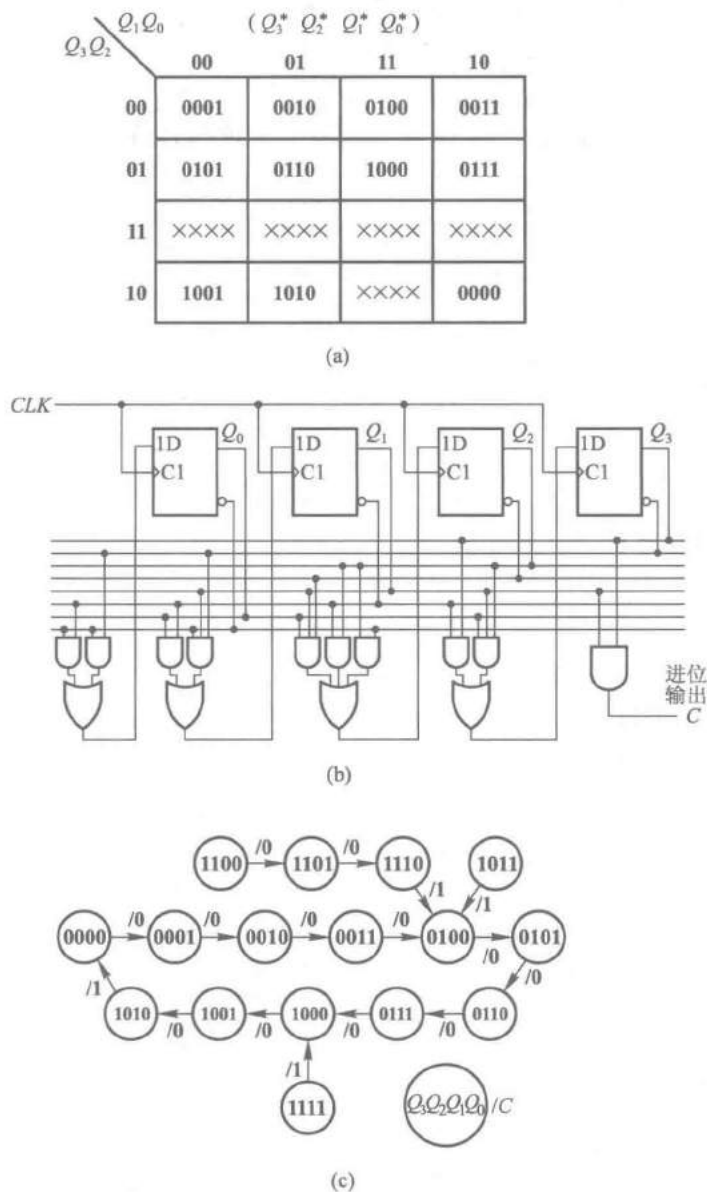 Q1Q0 (Q3* Q2* Q1* Q0*)
Q3Q2
00 01 11 10
00 0001 0010 0100 0011
01 0101 0110 1000 0111
11 ×××× ×××× ×××× ××××
10 1001 1010 ×××× 0000
(a)
CLK
1D Q0 1D Q1 1D Q2 1D Q3
C1 C1 C1 C1
进位
输出
C
(b)
/0 /0
1100 1101 1110 1011
/1 /1
/0 /0 /0 /0
0000 0001 0010 0011 0100 0101
/0 /0
/1
1010 1001 1000 0111 0110
/0 /0 /0 /0
/1
1111 Q3Q2Q1Q0 /C
(c)